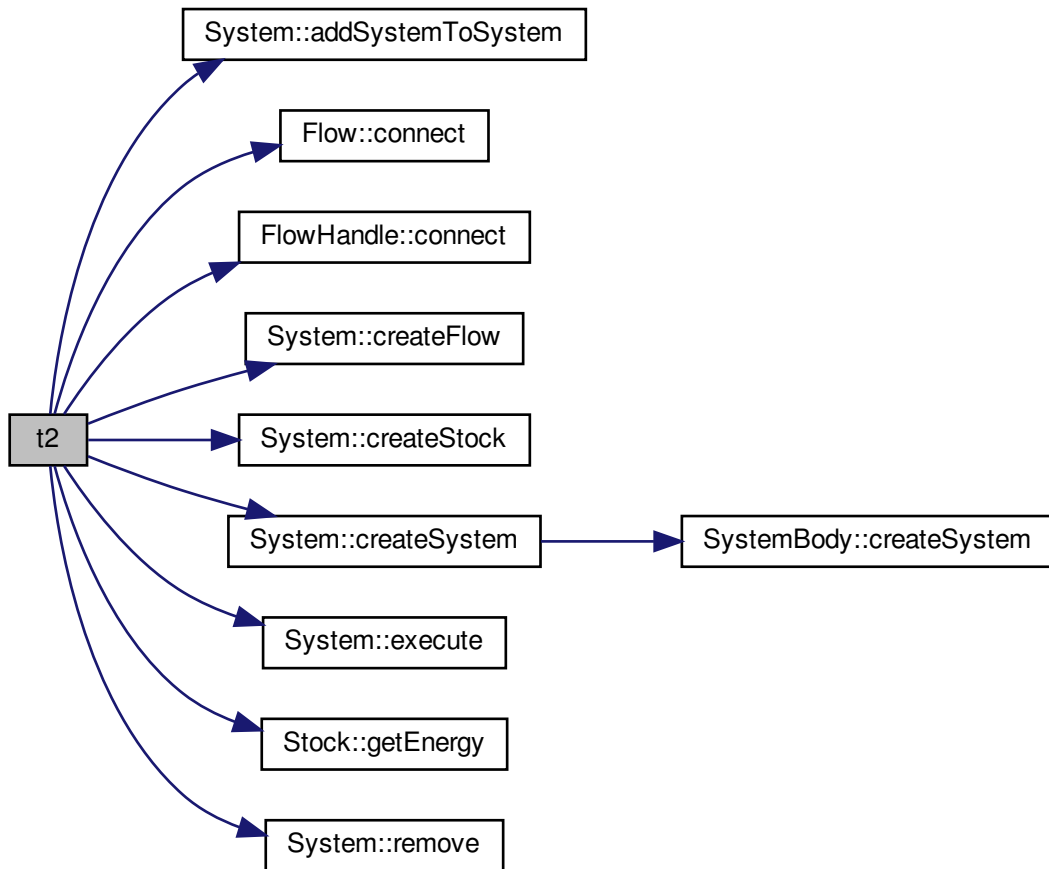 System::addSystemToSystem
Flow::connect
FlowHandle::connect
System::createFlow
t2
System::createStock
System::createSystem
SystemBody::createSystem
System::execute
Stock::getEnergy
System::remove